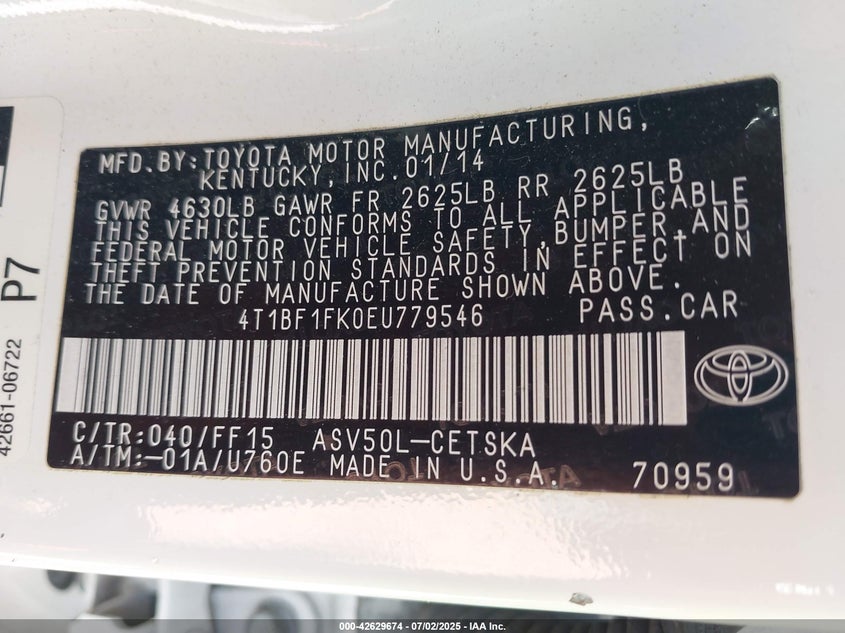 MFD.BY:TOYOTA MOTOR MANUFACTURING,
KENTUCKY,INC.01/14
GVWR 4630LB GAWR FR 2625LB RR 2625LB
THIS VEHICLE CONFORMS TO ALL APPLICABLE
FEDERAL MOTOR VEHICLE SAFETY,BUMPER,AND
THEFT PREVENTION STANDARDS IN EFFECT ON
THE DATE OF MANUFACTURE SHOWN ABOVE.
4T1BF1FK0EU779546 PASS.CAR
C/TR:040/FF15 ASV50L-CETSKA
A/TM:-01A/U760E MADE IN U.S.A. 70959
P7
42661-06722
000-42629674 - 07/02/2025 - IAA Inc.